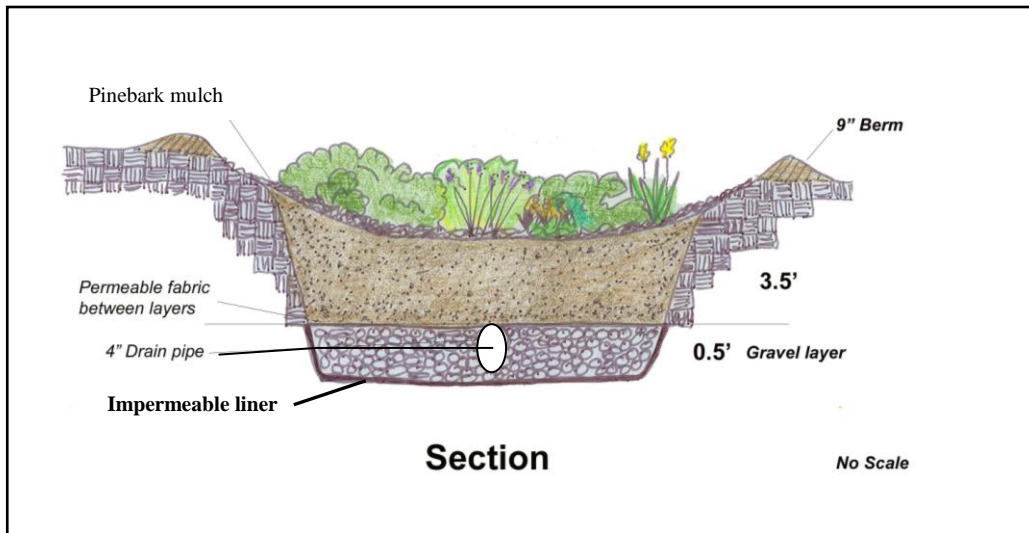 Pinebark mulch
9” Berm
Permeable fabric
between layers
3.5’
4” Drain pipe
0.5’ Gravel layer
Impermeable liner
Section
No Scale